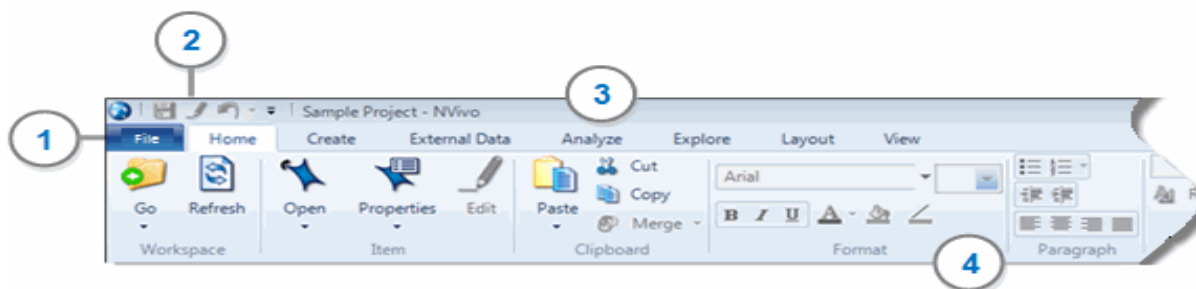 2
3
Sample Project - NVivo
1
File Home Create External Data Analyze Explore Layout View
Go Refresh Open Properties Edit Paste Cut
Copy
Merge
Arial
B I U A
Workspace Item Clipboard Format Paragraph
4